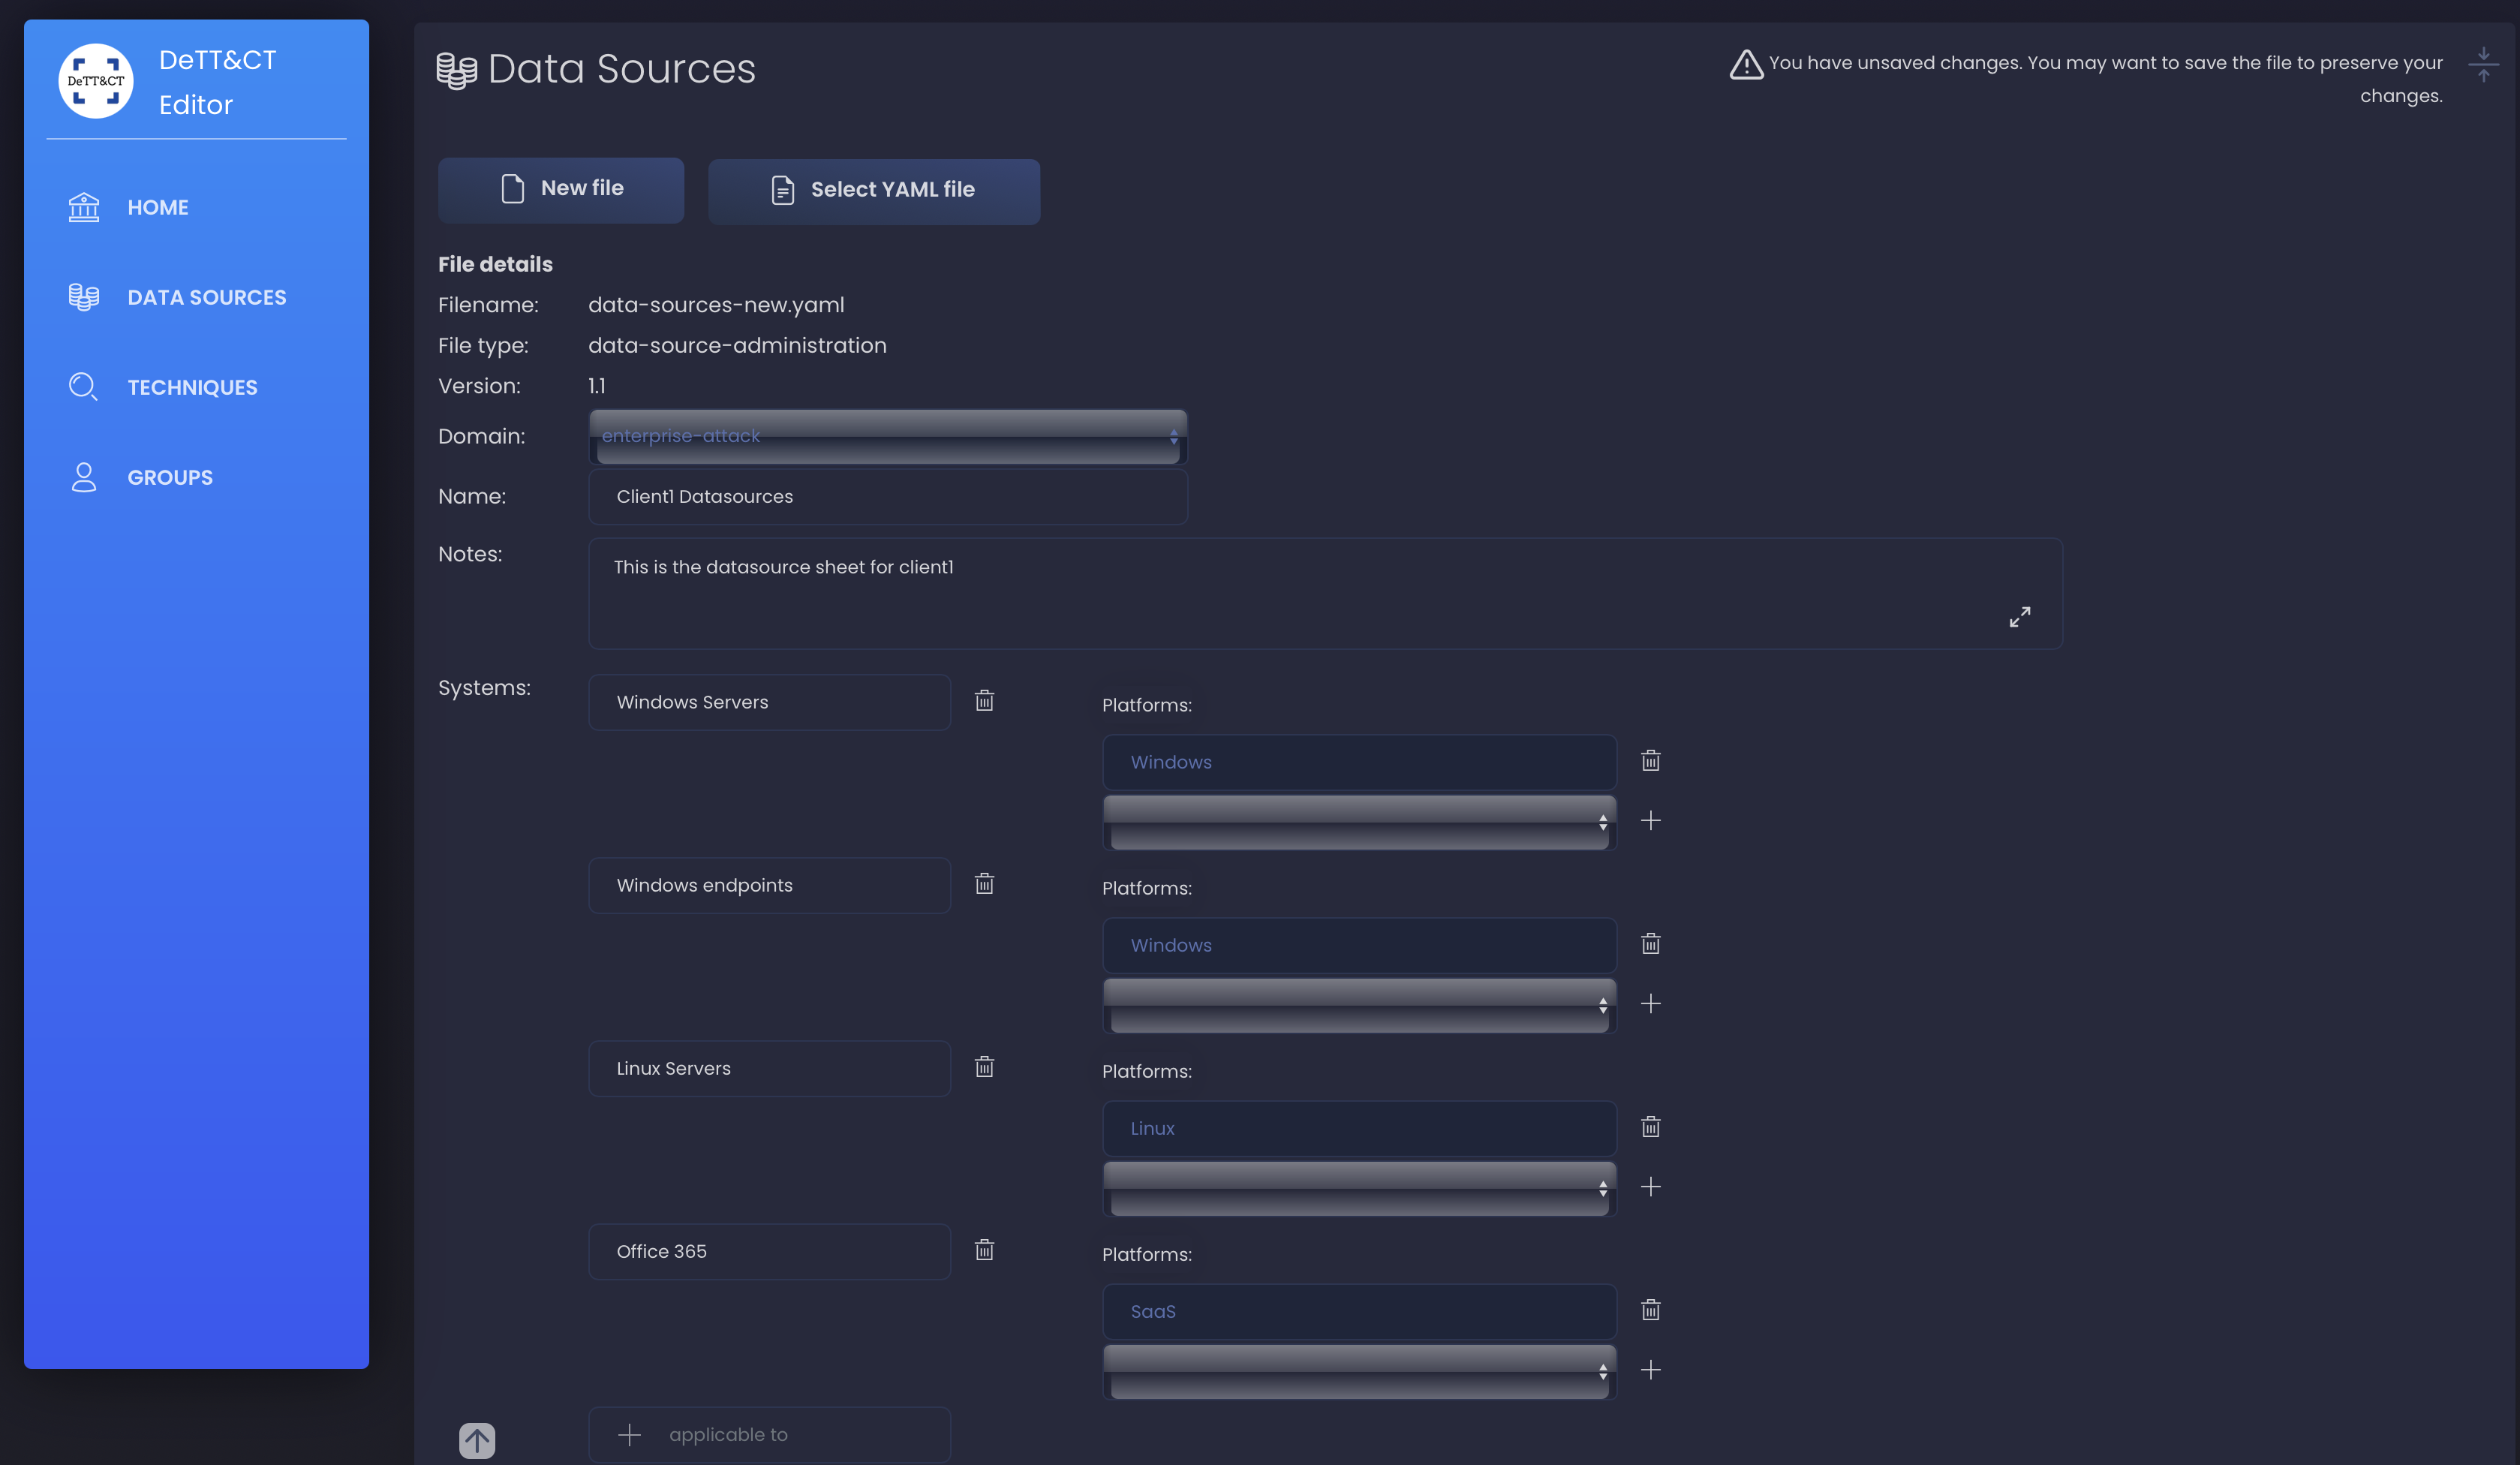 DeTT&CT
DeTT&CT
Editor
HOME
DATA SOURCES
TECHNIQUES
GROUPS
Data Sources
You have unsaved changes. You may want to save the file to preserve your
changes.
New file
Select YAML file
File details
Filename: data-sources-new.yaml
File type: data-source-administration
Version: 1.1
Domain: enterprise-attack
Name: Client1 Datasources
Notes: This is the datasource sheet for client1
Systems: Windows Servers
Platforms:
Windows
Windows endpoints
Platforms:
Windows
Linux Servers
Platforms:
Linux
Office 365
Platforms:
SaaS
applicable to